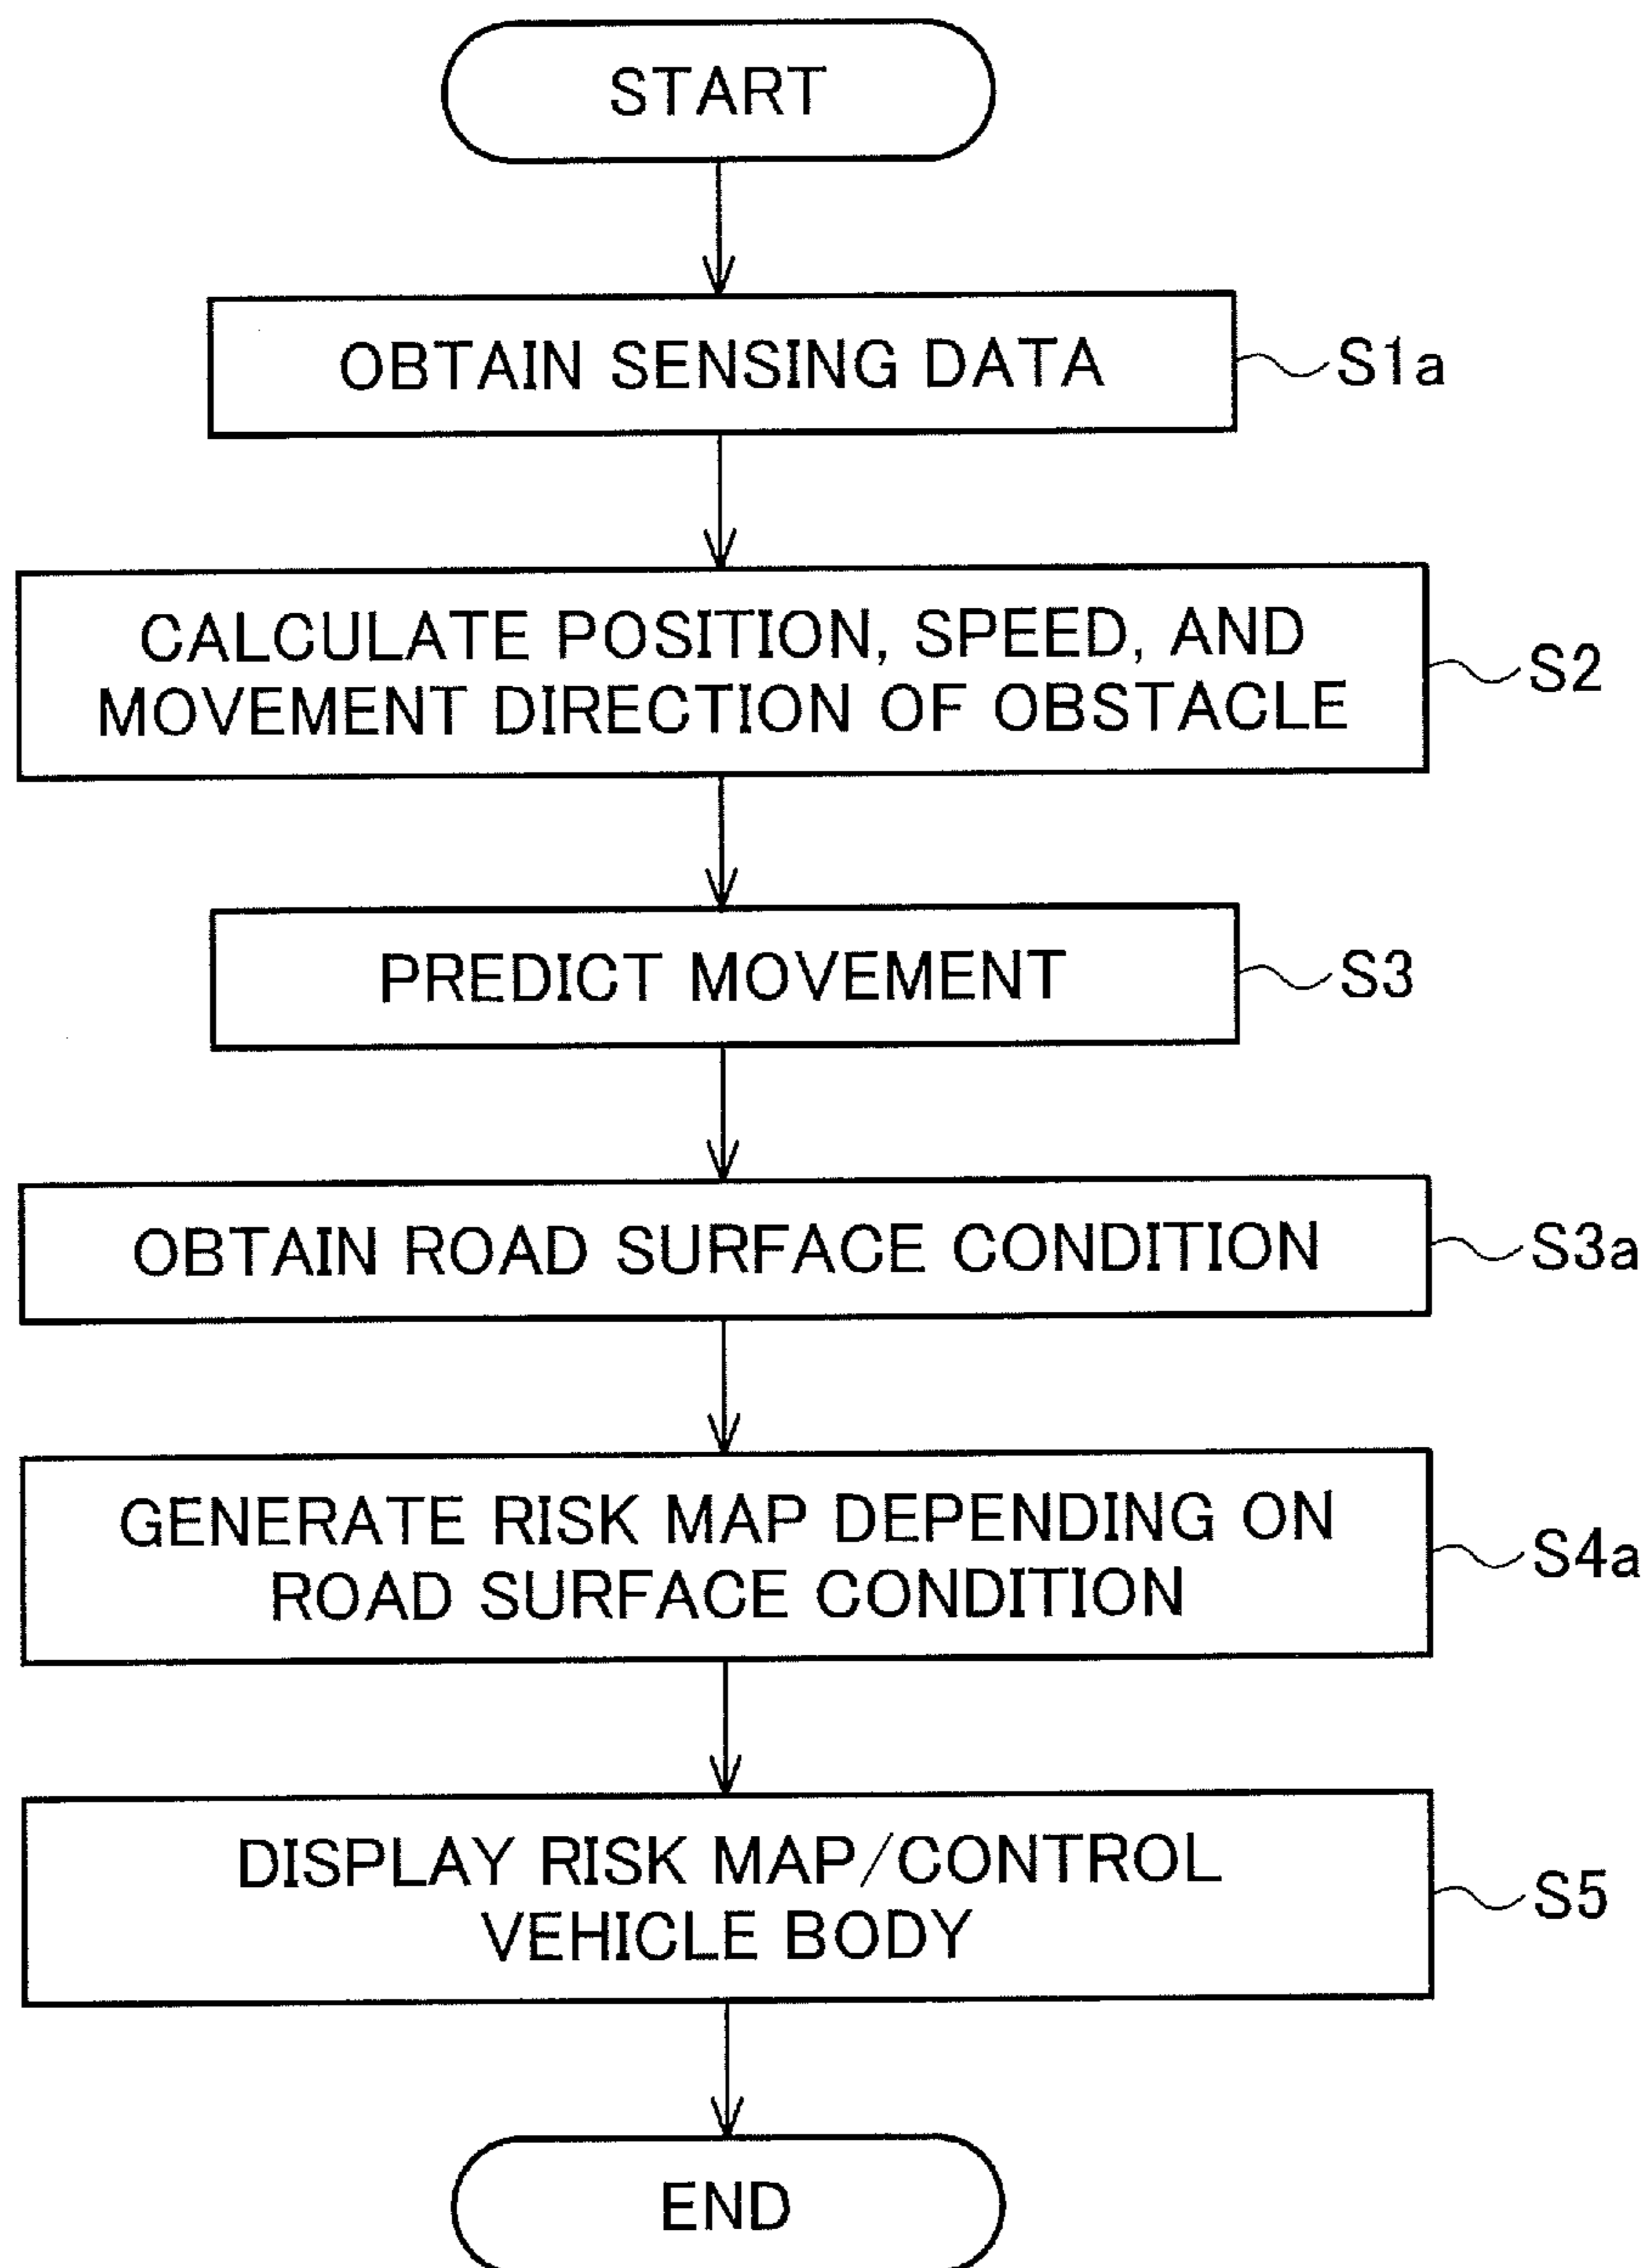 START
OBTAIN SENSING DATA
S1a
CALCULATE POSITION, SPEED, AND
MOVEMENT DIRECTION OF OBSTACLE
S2
PREDICT MOVEMENT
S3
OBTAIN ROAD SURFACE CONDITION
S3a
GENERATE RISK MAP DEPENDING ON
ROAD SURFACE CONDITION
S4a
DISPLAY RISK MAP/CONTROL
VEHICLE BODY
S5
END